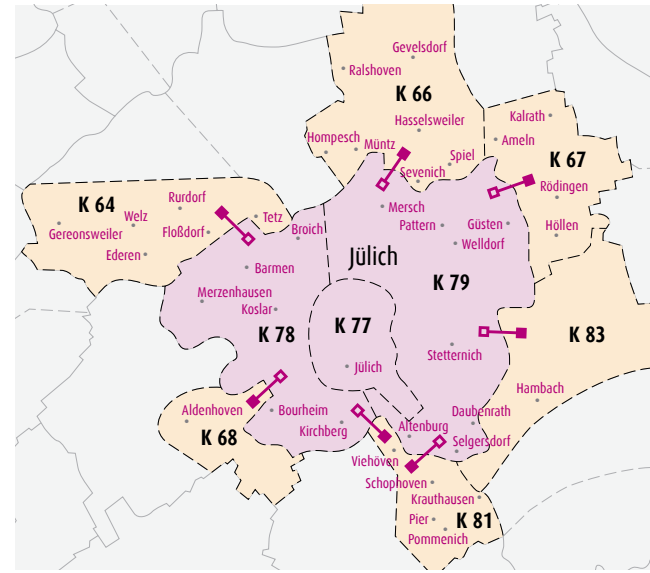 Gevelsdorf
Ralshoven
K 66
Hasselsweiler
Kalrath
Hompesch
Müntz
Ameln
Spiel
K 67
Sevenich
Rödingen
K 64
Rurdorf
Mersch
Welz
Tetz
Gereonsweiler
Floßdorf
Broich
Pattern
Güsten
Höllen
Ederen
Welldorf
Jülich
Barmen
K 79
Merzenhausen
Koslar
K 78
K 77
K 83
Stetternich
Jülich
Hambach
Aldenhoven
Bourheim
Daubenrath
Kirchberg
Altenburg
K 68
Selgersdorf
Viehöven
Schophoven
Krauthausen
Pier
K 81
Pommenich